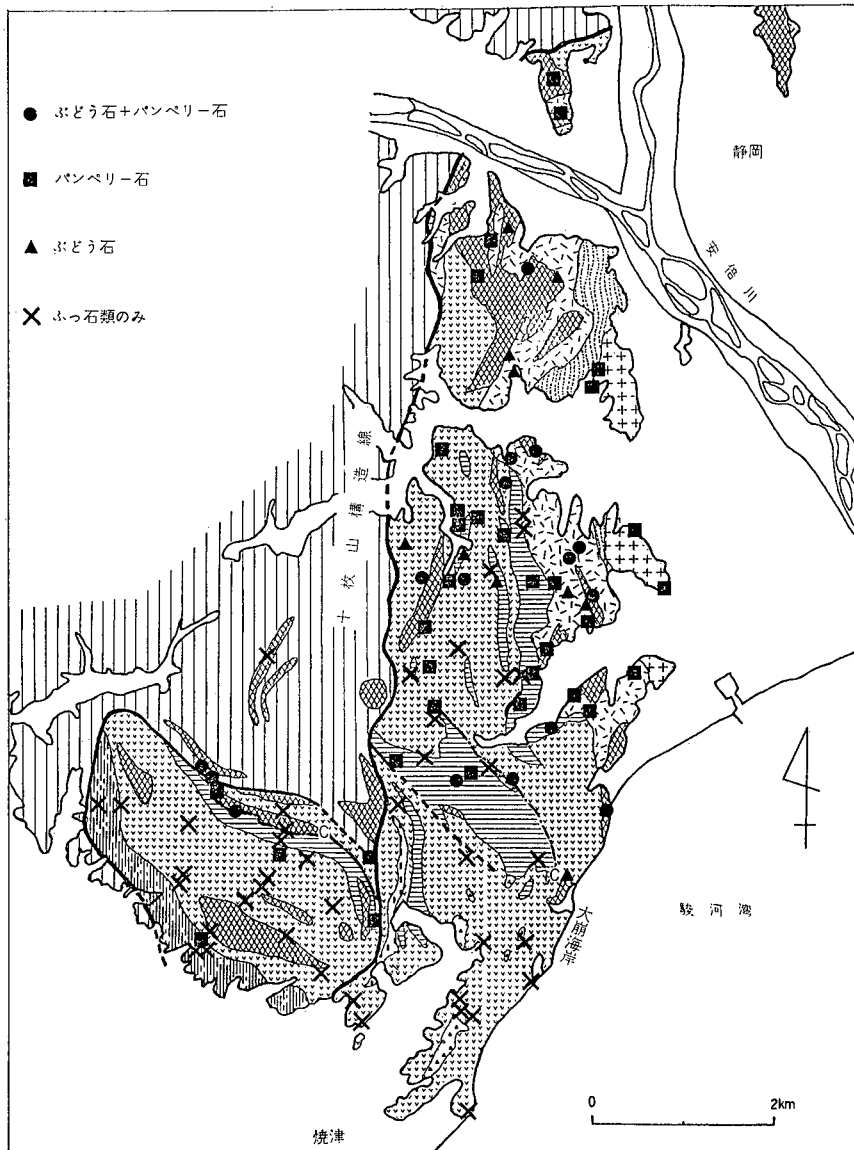 ぶどう石+パンペリー石
パンペリー石
ぶどう石
ふっ石類のみ
静岡
安倍川
十枚山構造線
C
C
大崩海岸
駿河湾
焼津
0
2km